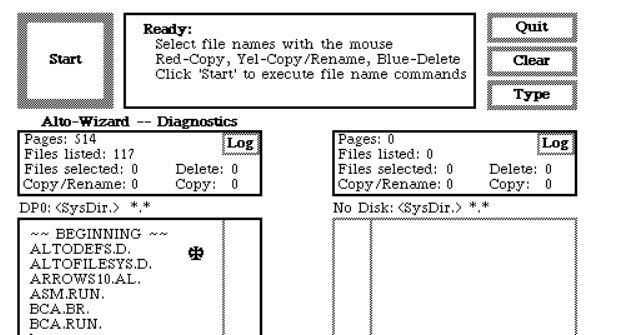 Start
Ready:
Select file names with the mouse
Red-Copy, Yel-Copy/Rename, Blue-Delete
Click 'Start' to execute file name commands
Quit
Clear
Type
Alto-Wizard -- Diagnostics
Pages: 514
Log
Files listed: 117
Files selected: 0 Delete: 0
Copy/Rename: 0 Copy: 0
DP0: <SysDir.> *.*
~~ BEGINNING ~~
ALTODEFS.D.
ALTOFILESYS.D.
ARROWS10.AL.
ASM.RUN.
BCA.BR.
BCA.RUN.
Pages: 0
Log
Files listed: 0
Files selected: 0 Delete: 0
Copy/Rename: 0 Copy: 0
No Disk: <SysDir.> *.*